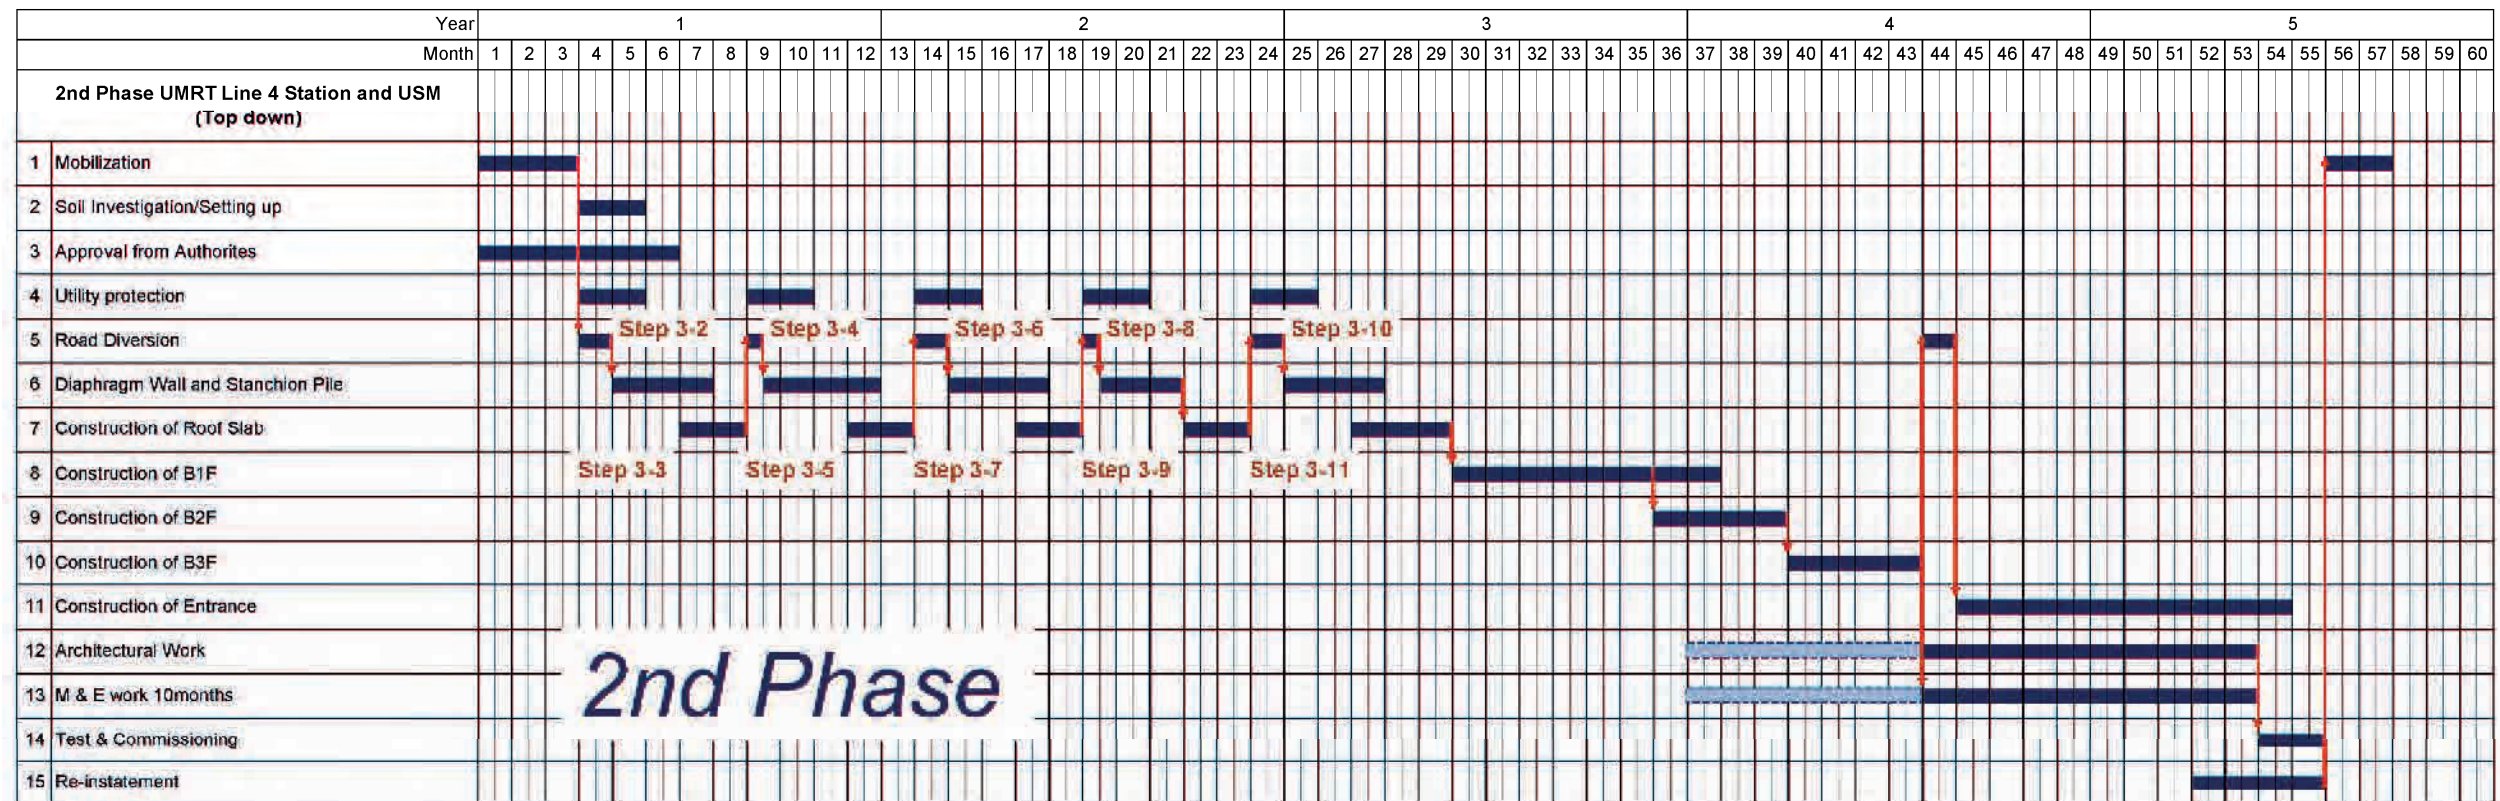 Year 1 2 3 4 5
Month 1 2 3 4 5 6 7 8 9 10 11 12 13 14 15 16 17 18 19 20 21 22 23 24 25 26 27 28 29 30 31 32 33 34 35 36 37 38 39 40 41 42 43 44 45 46 47 48 49 50 51 52 53 54 55 56 57 58 59 60
2nd Phase UMRT Line 4 Station and USM
(Top down)
1 Mobilization
2 Soil Investigation/Setting up
3 Approval from Authorites
4 Utility protection
Step 3-2 Step 3-4 Step 3-6 Step 3-8 Step 3-10
5 Road Diversion
6 Diaphragm Wall and Stanchion Pile
7 Construction of Roof Slab
Step 3-3 Step 3-5 Step 3-7 Step 3-9 Step 3-11
8 Construction of B1F
9 Construction of B2F
10 Construction of B3F
11 Construction of Entrance
12 Architectural Work
2nd Phase
13 M & E work 10months
14 Test & Commissioning
15 Re-instatement